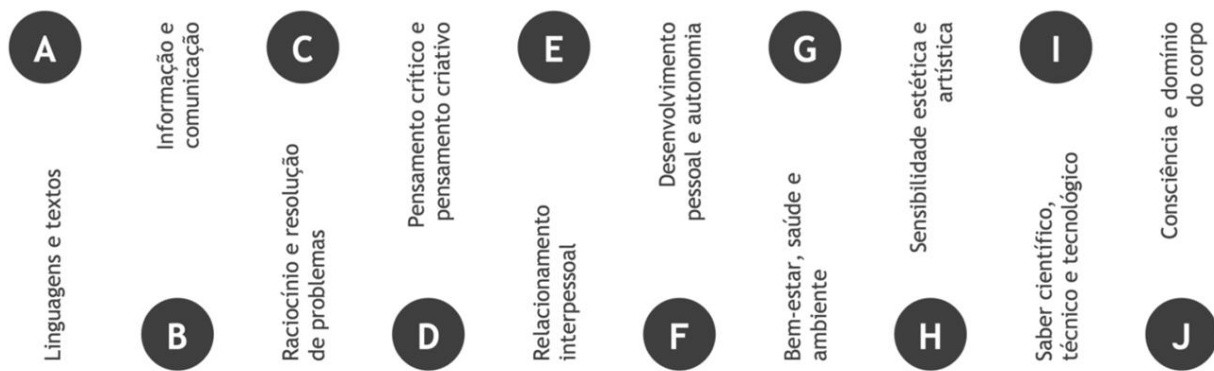 A
Linguagens e textos
B
Informação e
comunicação
C
Raciocínio e resolução
de problemas
D
Pensamento crítico e
pensamento criativo
E
Relacionamento
interpessoal
F
Desenvolvimento
pessoal e autonomia
G
Bem-estar, saúde e
ambiente
H
Sensibilidade estética e
artística
I
Saber científico,
técnico e tecnológico
J
Consciência e domínio
do corpo